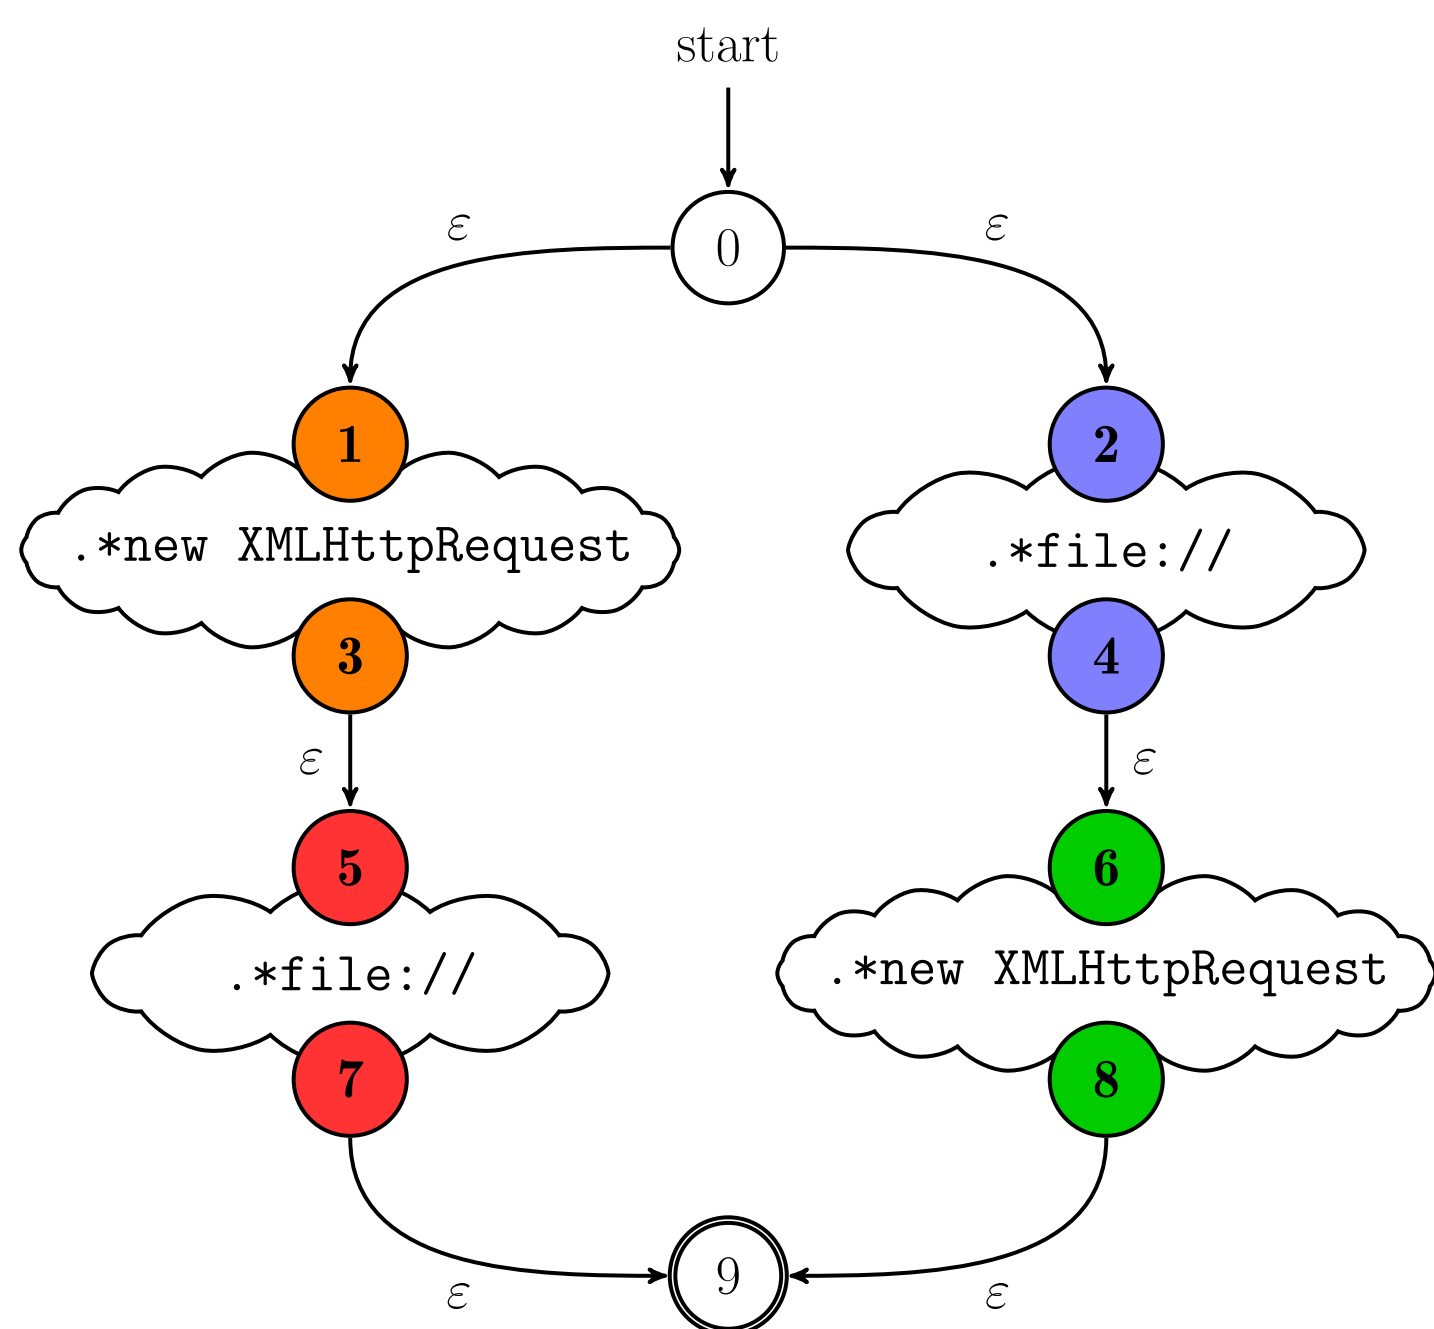 start
ε ε
0
1 2
.*new XMLHttpRequest .*file://
3 4
ε ε
5 6
.*file:// .*new XMLHttpRequest
7 8
9
ε ε